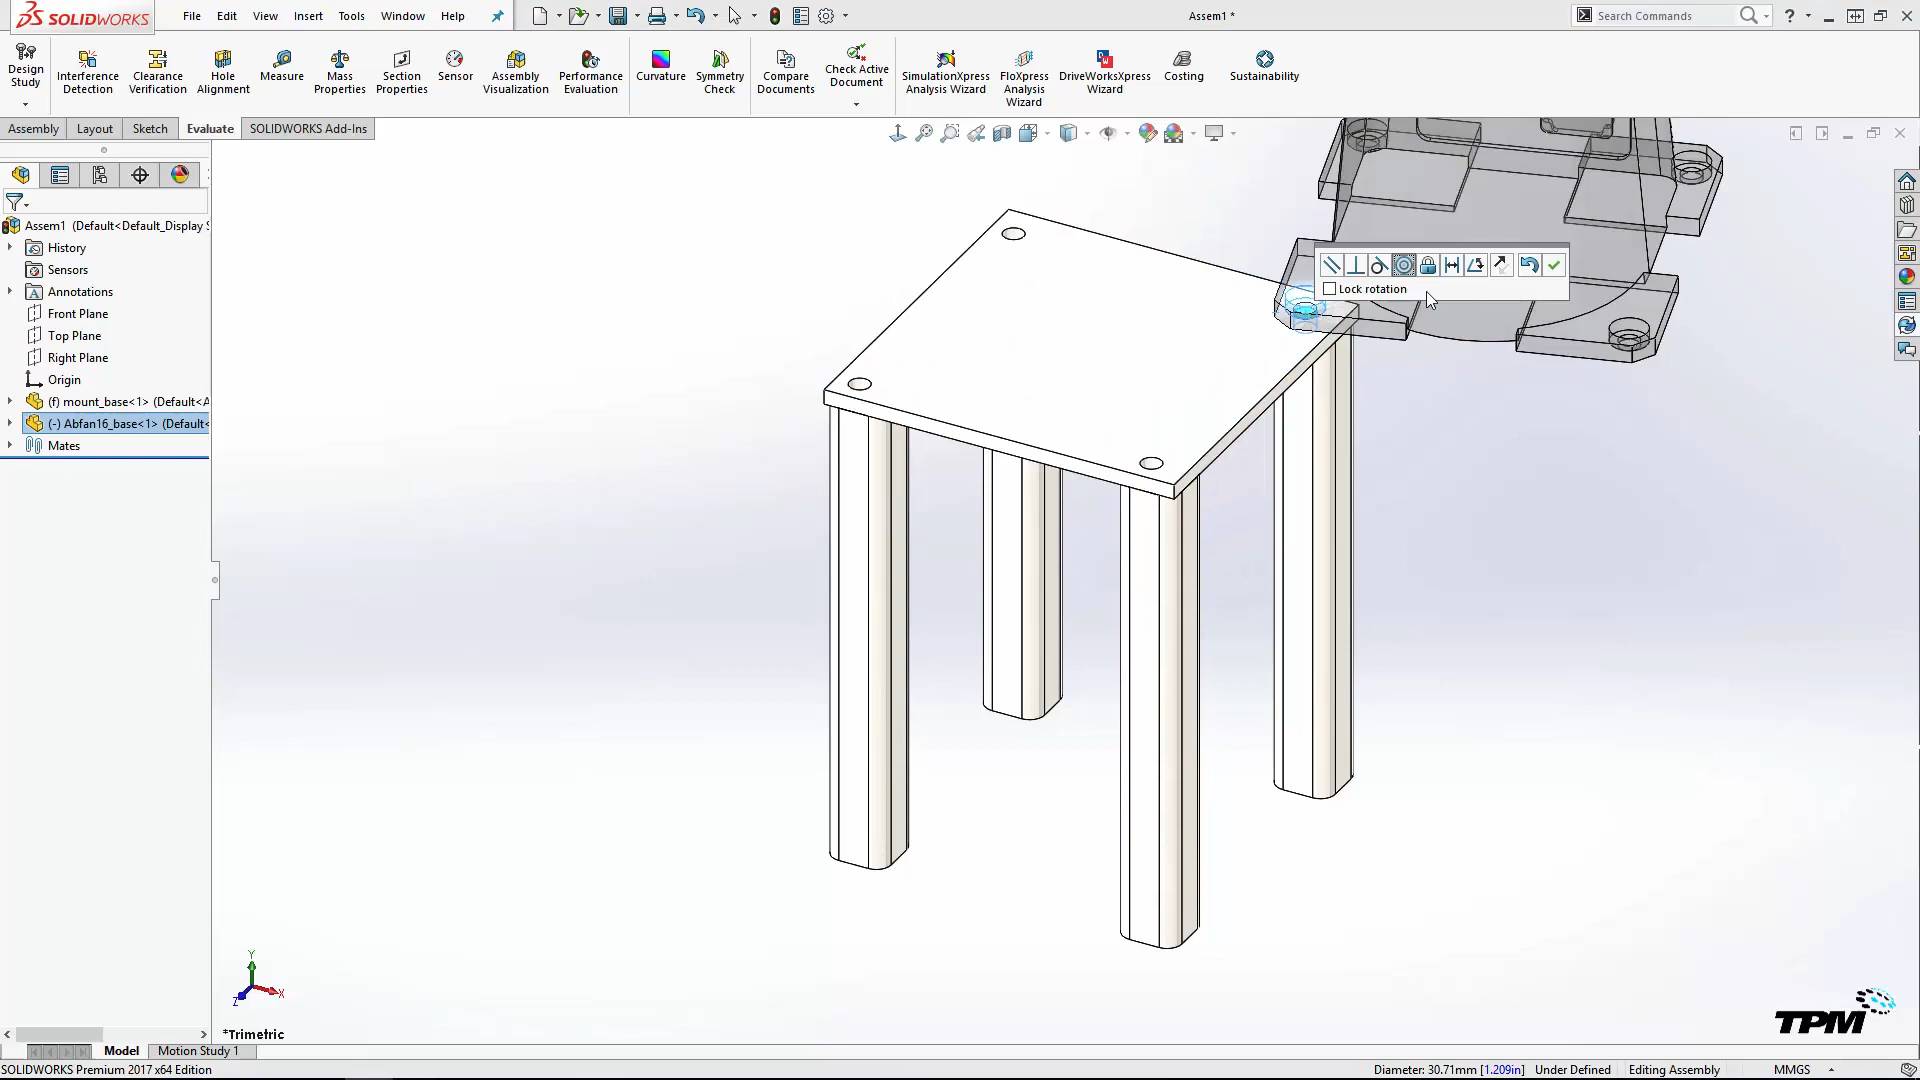 SOLIDWORKS
File Edit View Insert Tools Window Help
Assem1 *
Search Commands
Design Study
Interference Detection
Clearance Verification
Hole Alignment
Measure
Mass Properties
Section Properties
Sensor
Assembly Visualization
Performance Evaluation
Curvature
Symmetry Check
Compare Documents
Check Active Document
SimulationXpress Analysis Wizard
FloXpress Analysis Wizard
DriveWorksXpress Wizard
Costing
Sustainability
Assembly Layout Sketch Evaluate SOLIDWORKS Add-Ins
Assem1 (Default<Default_Display S
History
Sensors
Annotations
Front Plane
Top Plane
Right Plane
Origin
(f) mount_base<1> (Default<A
(-) Abfan16_base<1> (Default<
Mates
Lock rotation
Y
X
Z
*Trimetric
TPM
Model Motion Study 1
SOLIDWORKS Premium 2017 x64 Edition
Diameter: 30.71mm [1.209in] Under Defined Editing Assembly MMGS